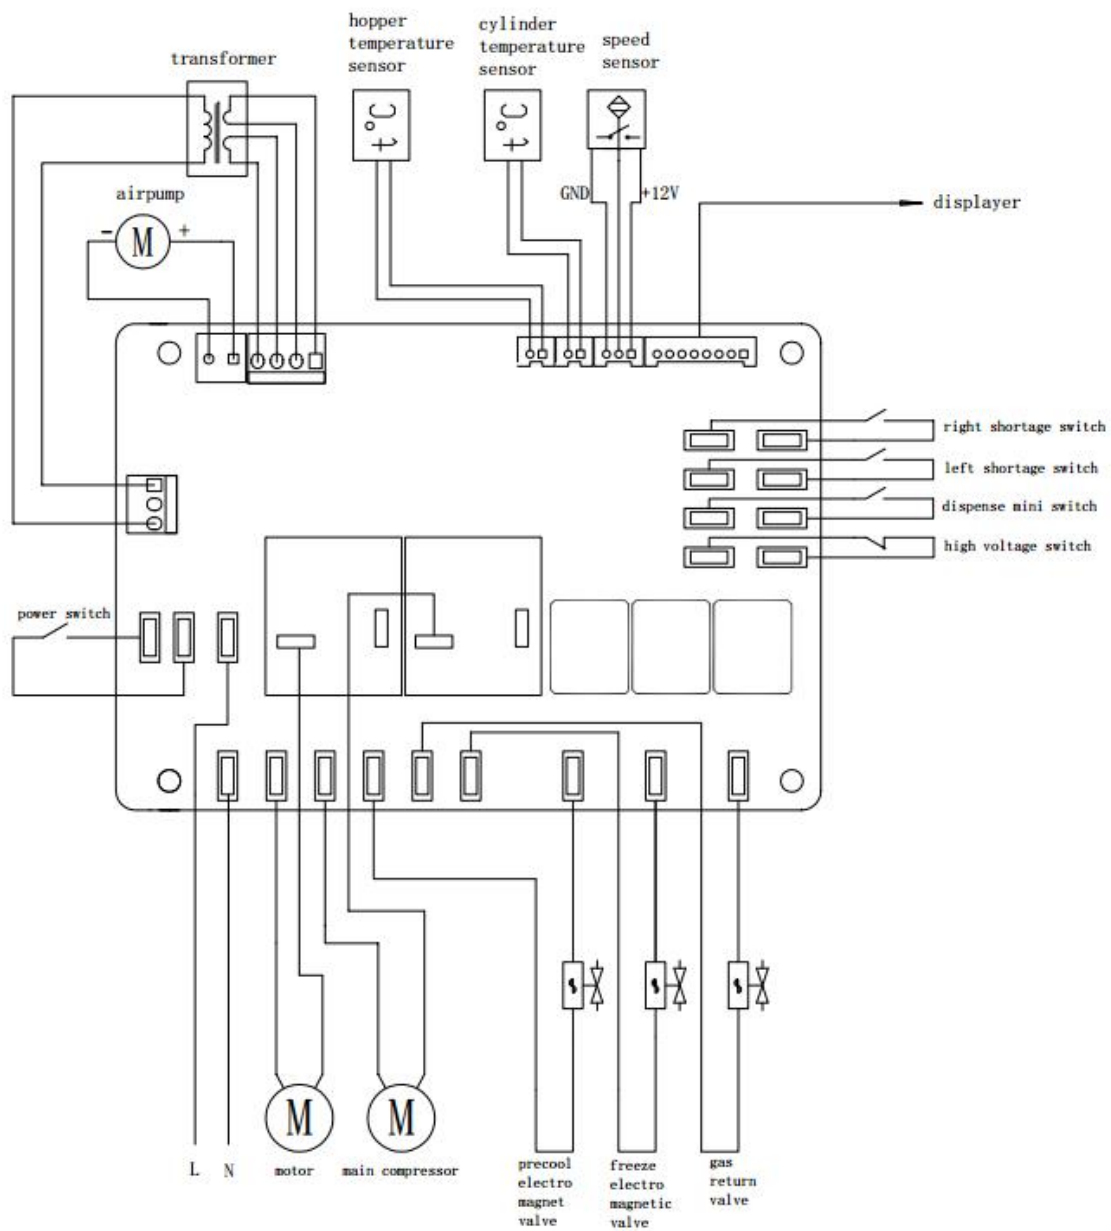 hopper
temperature
sensor
cylinder
temperature
sensor
speed
sensor
transformer
t°C
t°C
GND
+12V
displayer
airpump
- M +
right shortage switch
left shortage switch
dispense mini switch
high voltage switch
power switch
M
M
L
N
motor
main compressor
precool
electro
magnet
valve
freeze
electro
magnetic
valve
gas
return
valve